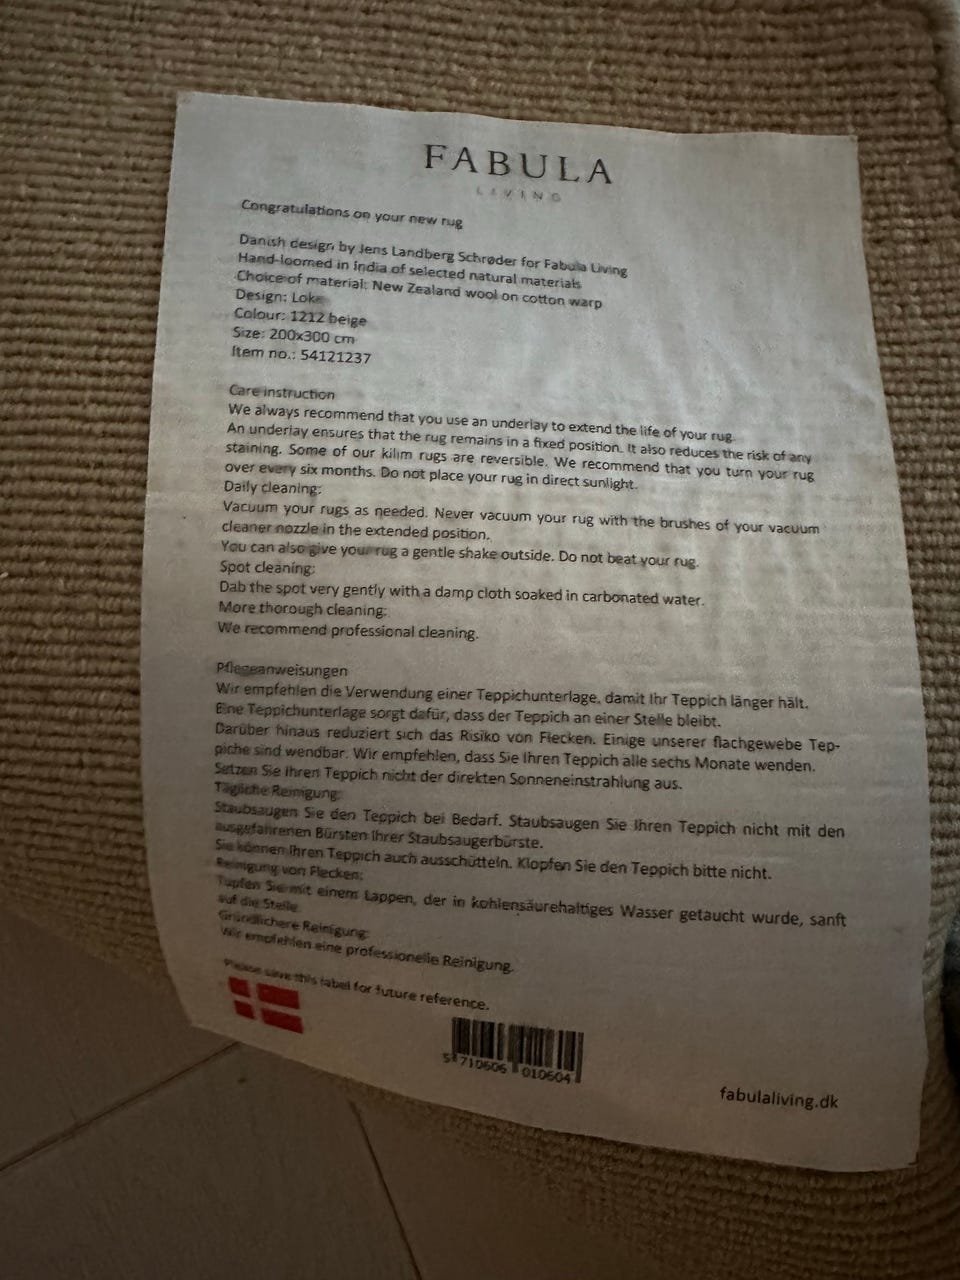 FABULA
LIVING
Congratulations on your new rug
Danish design by Jens Landberg Schrøder for Fabula Living
Hand-loomed in India of selected natural materials
Choice of material: New Zealand wool on cotton warp
Design: Loke
Colour: 1212 beige
Size: 200x300 cm
Item no.: 54121237
Care instruction
We always recommend that you use an underlay to extend the life of your rug.
An underlay ensures that the rug remains in a fixed position. It also reduces the risk of any
staining. Some of our kilim rugs are reversible. We recommend that you turn your rug
over every six months. Do not place your rug in direct sunlight.
Daily cleaning:
Vacuum your rugs as needed. Never vacuum your rug with the brushes of your vacuum
cleaner nozzle in the extended position.
You can also give your rug a gentle shake outside. Do not beat your rug.
Spot cleaning:
Dab the spot very gently with a damp cloth soaked in carbonated water.
More thorough cleaning:
We recommend professional cleaning.
Pflegeanweisungen
Wir empfehlen die Verwendung einer Teppichunterlage, damit Ihr Teppich länger hält.
Eine Teppichunterlage sorgt dafür, dass der Teppich an einer Stelle bleibt.
Darüber hinaus reduziert sich das Risiko von Flecken. Einige unserer flachgewebe Tep-
piche sind wendbar. Wir empfehlen, dass Sie Ihren Teppich alle sechs Monate wenden.
Setzen Sie Ihren Teppich nicht der direkten Sonneneinstrahlung aus.
Tägliche Reinigung:
Staubsaugen Sie den Teppich bei Bedarf. Staubsaugen Sie Ihren Teppich nicht mit den
ausgefahrenen Bürsten Ihrer Staubsaugerbürste.
Sie können Ihren Teppich auch ausschütteln. Klopfen Sie den Teppich bitte nicht.
Reinigung von Flecken:
Tupfen Sie mit einem Lappen, der in kohlensäurehaltiges Wasser getaucht wurde, sanft
auf die Stelle
Gründlichere Reinigung:
Wir empfehlen eine professionelle Reinigung.
Please save this label for future reference.
5 710606 010604
fabulaliving.dk